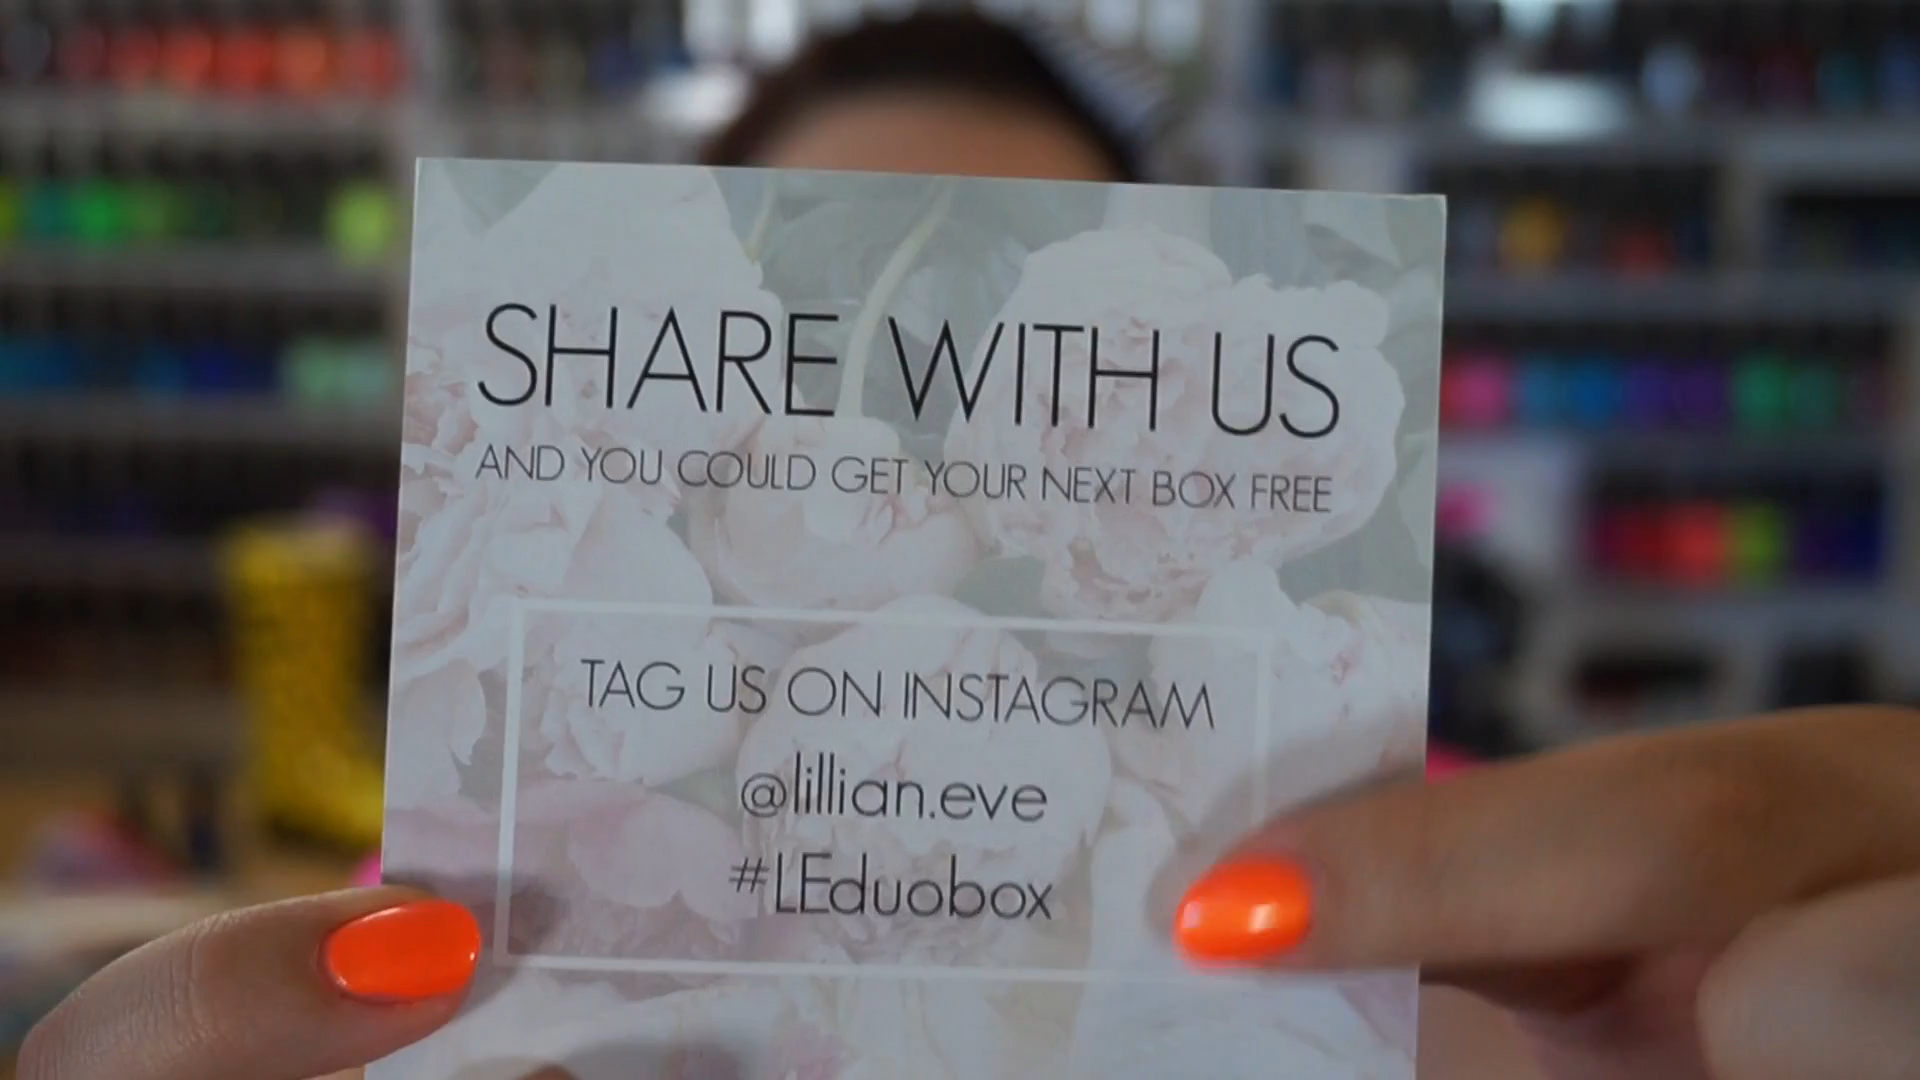 SHARE WITH US
AND YOU COULD GET YOUR NEXT BOX FREE
TAG US ON INSTAGRAM
@lillian.eve
#LEduobox